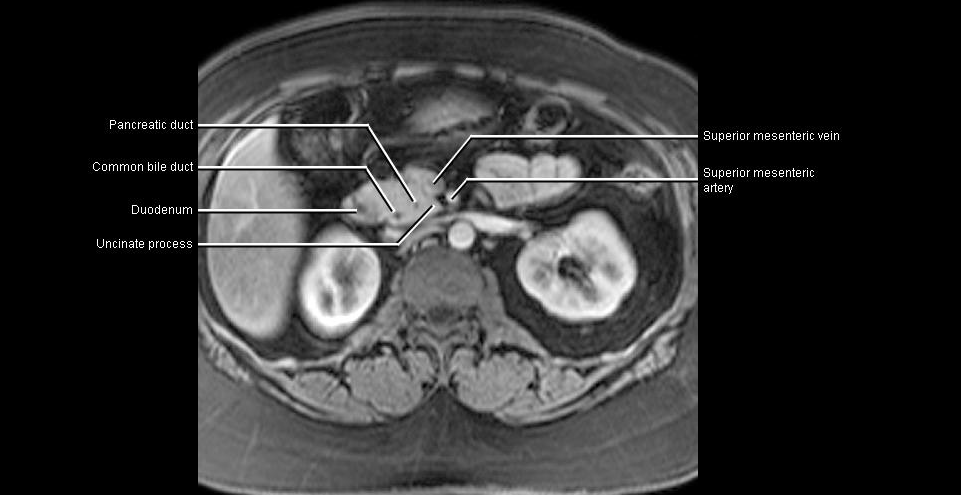 Pancreatic duct
Common bile duct
Duodenum
Uncinate process
Superior mesenteric vein
Superior mesenteric
artery